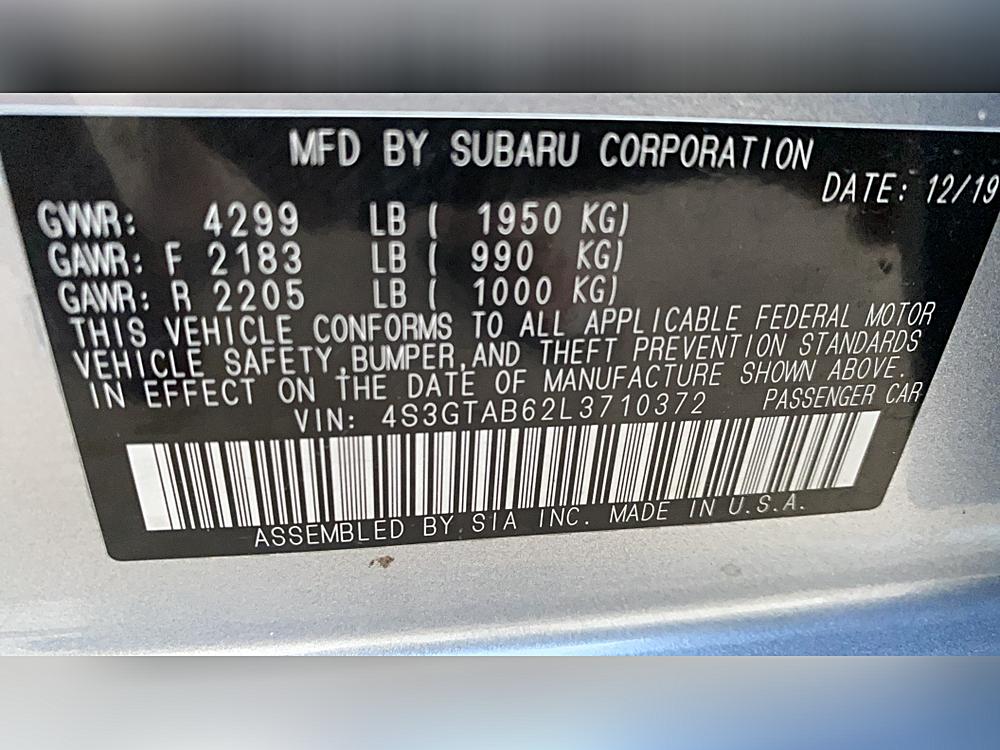 MFD BY SUBARU CORPORATION
DATE: 12/19
GVWR: 4299 LB ( 1950 KG)
GAWR: F 2183 LB ( 990 KG)
GAWR: R 2205 LB ( 1000 KG)
THIS VEHICLE CONFORMS TO ALL APPLICABLE FEDERAL MOTOR
VEHICLE SAFETY,BUMPER,AND THEFT PREVENTION STANDARDS
IN EFFECT ON THE DATE OF MANUFACTURE SHOWN ABOVE.
VIN: 4S3GTAB62L3710372 PASSENGER CAR
ASSEMBLED BY SIA INC. MADE IN U.S.A.